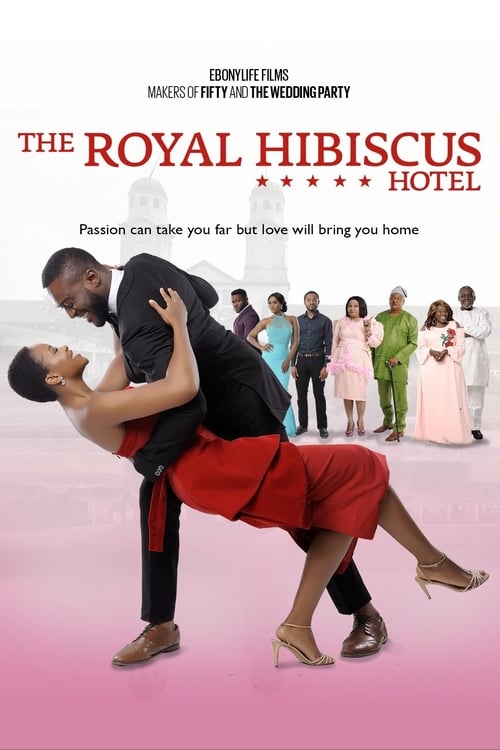 EBONYLIFE FILMS
MAKERS OF FIFTY AND THE WEDDING PARTY
THE ROYAL HIBISCUS
★★★★★ HOTEL
Passion can take you far but love will bring you home